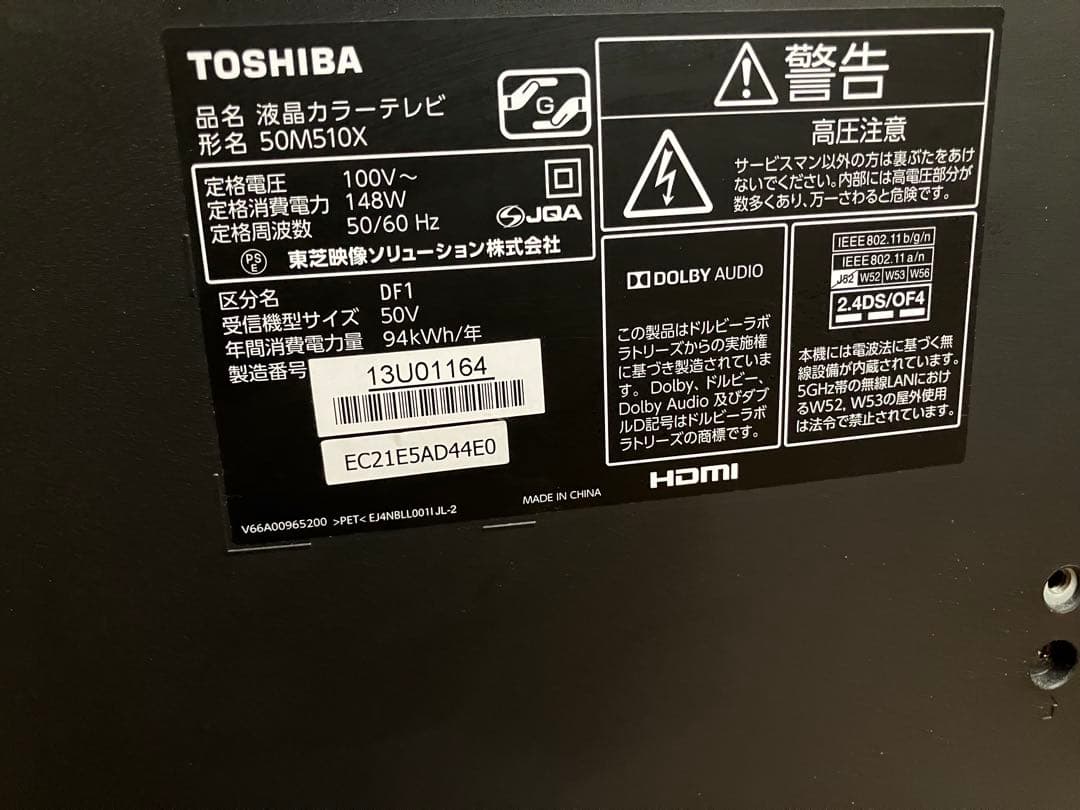 TOSHIBA
品名 液晶カラーテレビ
形名 50M510X
G
定格電圧 100V～
定格消費電力 148W
定格周波数 50/60 Hz
JQA
PS
E
東芝映像ソリューション株式会社
区分名 DF1
受信機型サイズ 50V
年間消費電力量 94kWh/年
製造番号
13U01164
EC21E5AD44E0
V66A00965200 >PET< EJ4NBLL001IJL-2
MADE IN CHINA
警告
高圧注意
サービスマン以外の方は裏ぶたをあけ
ないでください。内部には高電圧部分が
数多くあり、万一さわると危険です。
DOLBY AUDIO
この製品はドルビーラボ
ラトリーズからの実施権
に基づき製造されていま
す。Dolby、ドルビー、
Dolby Audio 及びダブ
ルD記号はドルビーラボ
ラトリーズの商標です。
HDMI
IEEE802.11b/g/n
IEEE802.11a/n
J52 W52 W53 W56
2.4DS/OF4
本機には電波法に基づく無
線設備が内蔵されています。
5GHz帯の無線LANにおけ
るW52, W53の屋外使用
は法令で禁止されています。